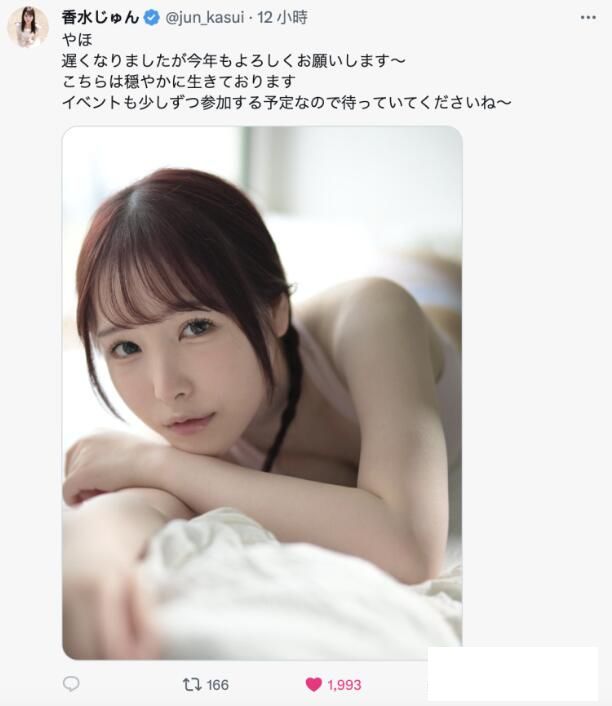 香水じゅん @jun_kasui · 12 小時
やほ
遅くなりましたが今年もよろしくお願いします〜
こちらは穏やかに生きております
イベントも少しずつ参加する予定なので待っていてくださいね〜
166 1,993